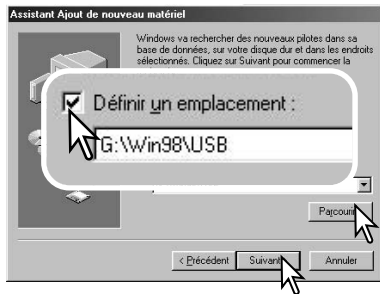 Assistant Ajout de nouveau matériel
Windows va rechercher des nouveaux pilotes dans sa
base de données, sur votre disque dur et dans les endroits
sélectionnés. Cliquez sur Suivant pour commencer la
Définir un emplacement :
G:\Win98\USB
Parcourir
< Précédent Suivant Annuler